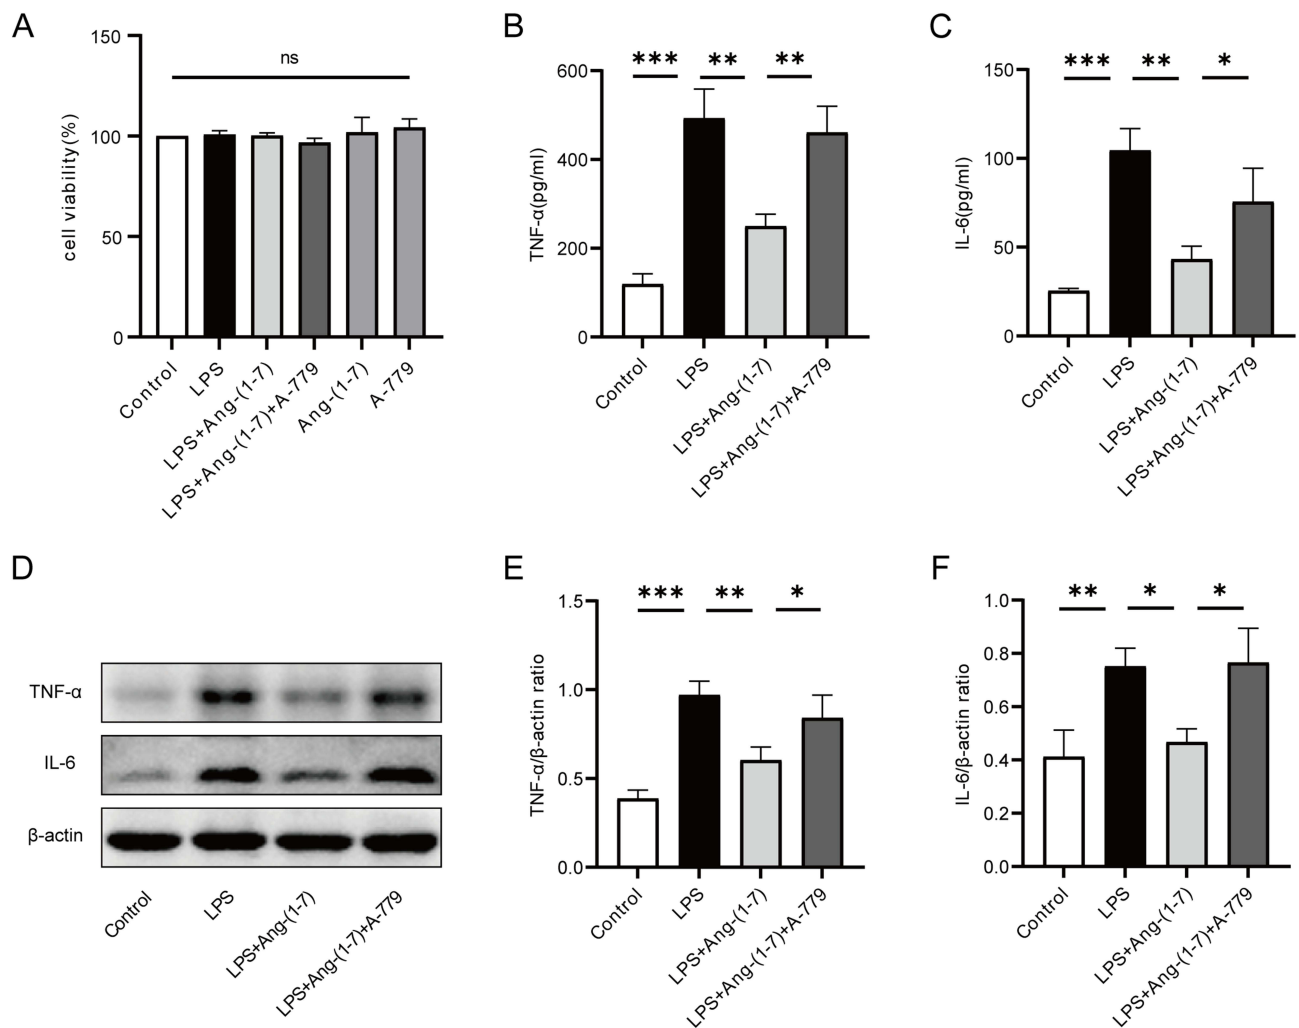 A
150
100
50
0
cell viability(%)
ns
Control
LPS
LPS+Ang-(1-7)
LPS+Ang-(1-7)+A-779
Ang-(1-7)
A-779
B
600
400
200
0
TNF-α(pg/ml)
*** ** **
Control
LPS
LPS+Ang-(1-7)
LPS+Ang-(1-7)+A-779
C
150
100
50
0
IL-6(pg/ml)
*** ** *
Control
LPS
LPS+Ang-(1-7)
LPS+Ang-(1-7)+A-779
D
TNF-α
IL-6
β-actin
Control
LPS
LPS+Ang-(1-7)
LPS+Ang-(1-7)+A-779
E
1.5
1.0
0.5
0.0
TNF-α/β-actin ratio
*** ** *
Control
LPS
LPS+Ang-(1-7)
LPS+Ang-(1-7)+A-779
F
1.0
0.8
0.6
0.4
0.2
0.0
IL-6/β-actin ratio
** * *
Control
LPS
LPS+Ang-(1-7)
LPS+Ang-(1-7)+A-779